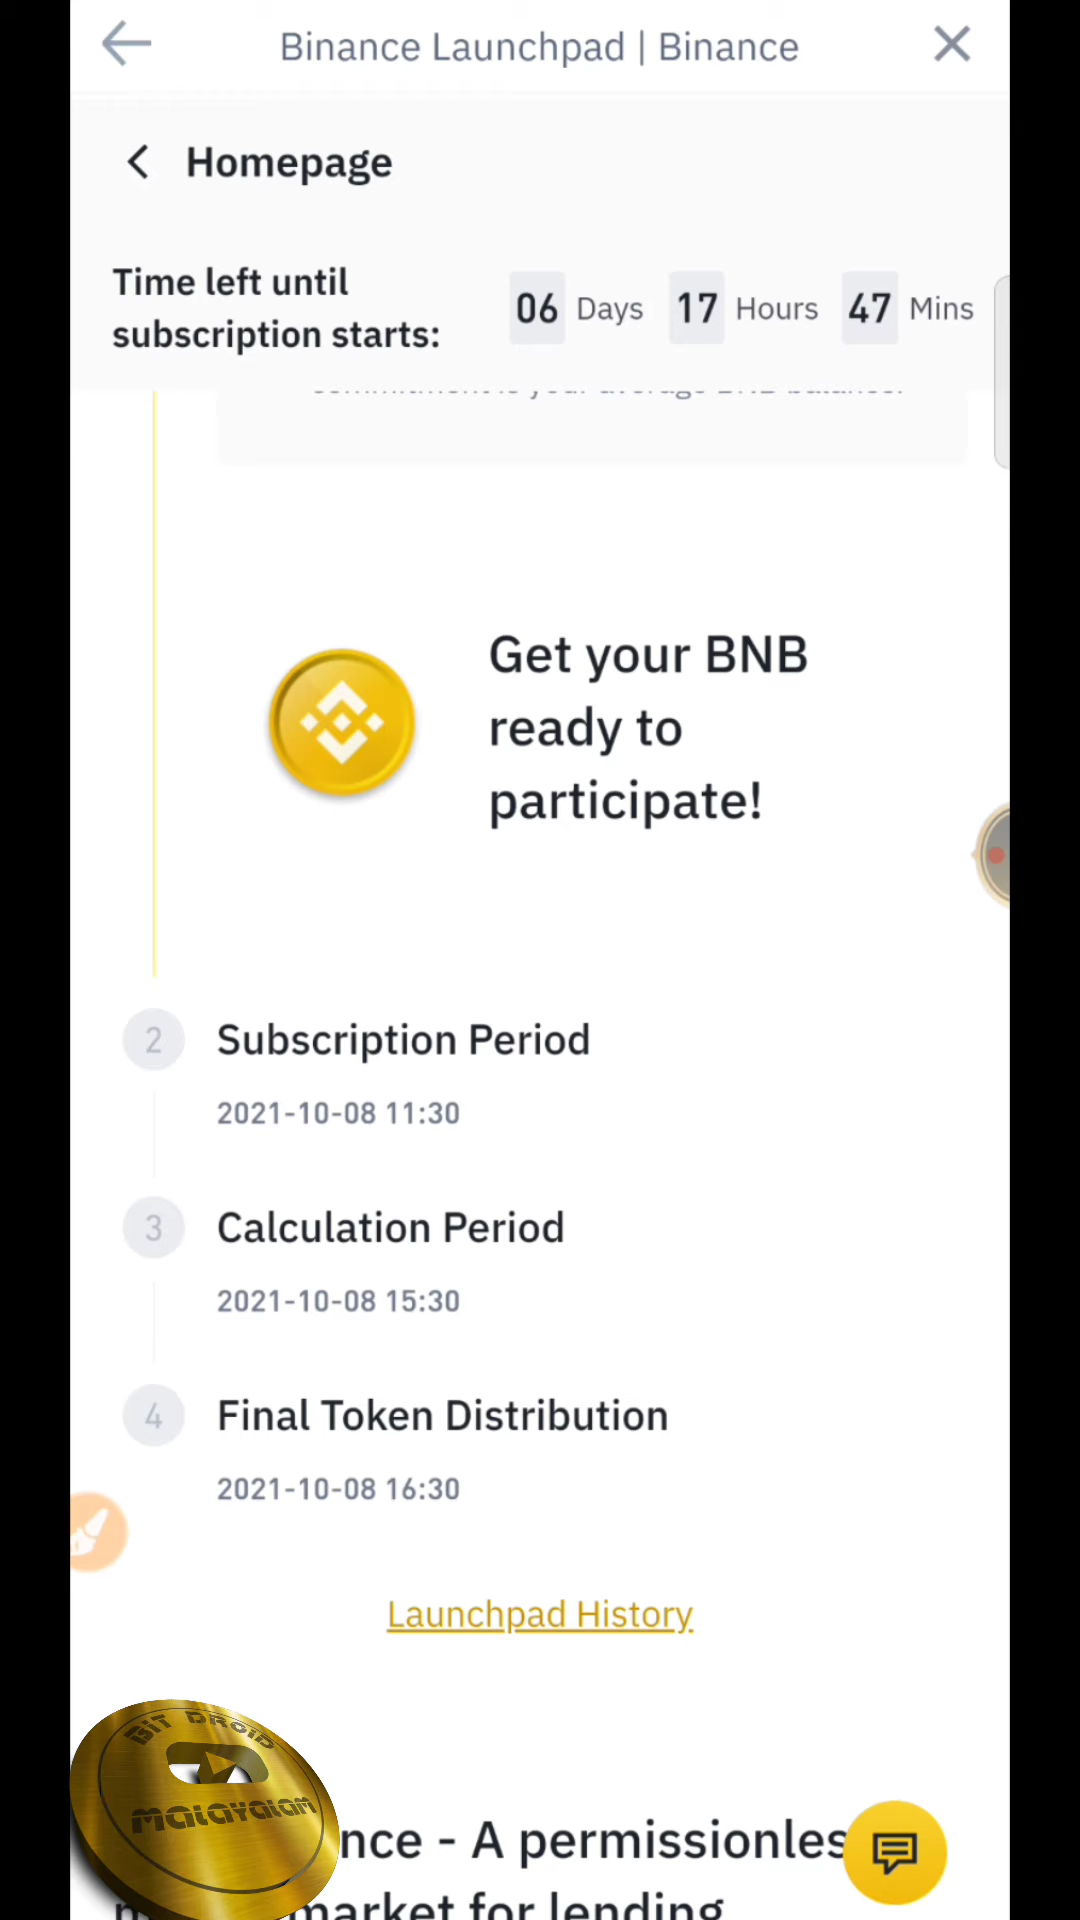 Binance Launchpad | Binance
Homepage
Time left until
subscription starts:
06 Days 17 Hours 47 Mins
Get your BNB
ready to
participate!
2 Subscription Period
2021-10-08 11:30
3 Calculation Period
2021-10-08 15:30
4 Final Token Distribution
2021-10-08 16:30
Launchpad History
BiT DRoiD
MALAYALAM
nce - A permissionles
market for lending